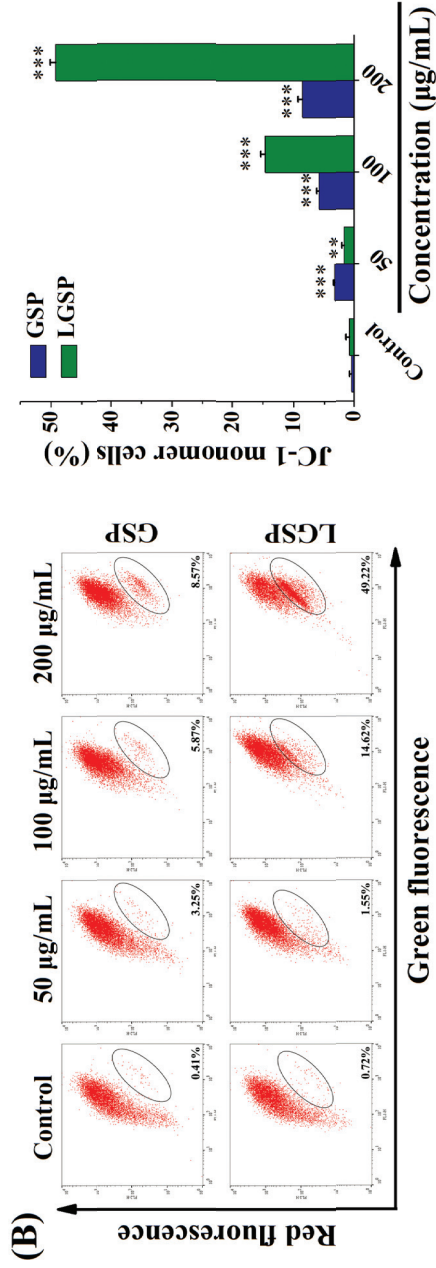 (B)
Control
50 μg/mL
100 μg/mL
200 μg/mL
Red fluorescence
0.41%
3.25%
5.87%
8.57%
GSP
0.72%
1.55%
14.62%
49.22%
LGSP
Green fluorescence
JC-1 monomer cells (%)
50
40
30
20
10
0
GSP
LGSP
***
**
***
***
***
***
Control
50
100
200
Concentration (μg/mL)